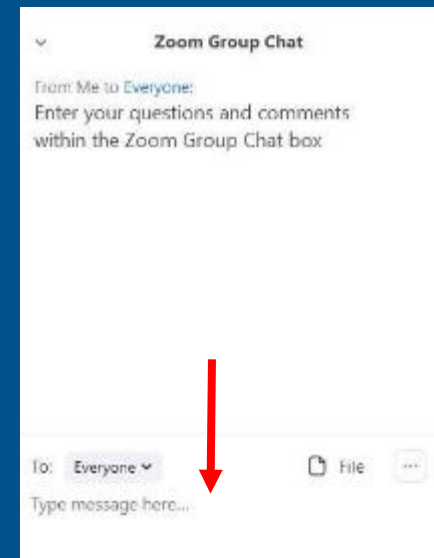 Zoom Group Chat
From Me to Everyone:
Enter your questions and comments
within the Zoom Group Chat box
To: Everyone File ...
Type message here...